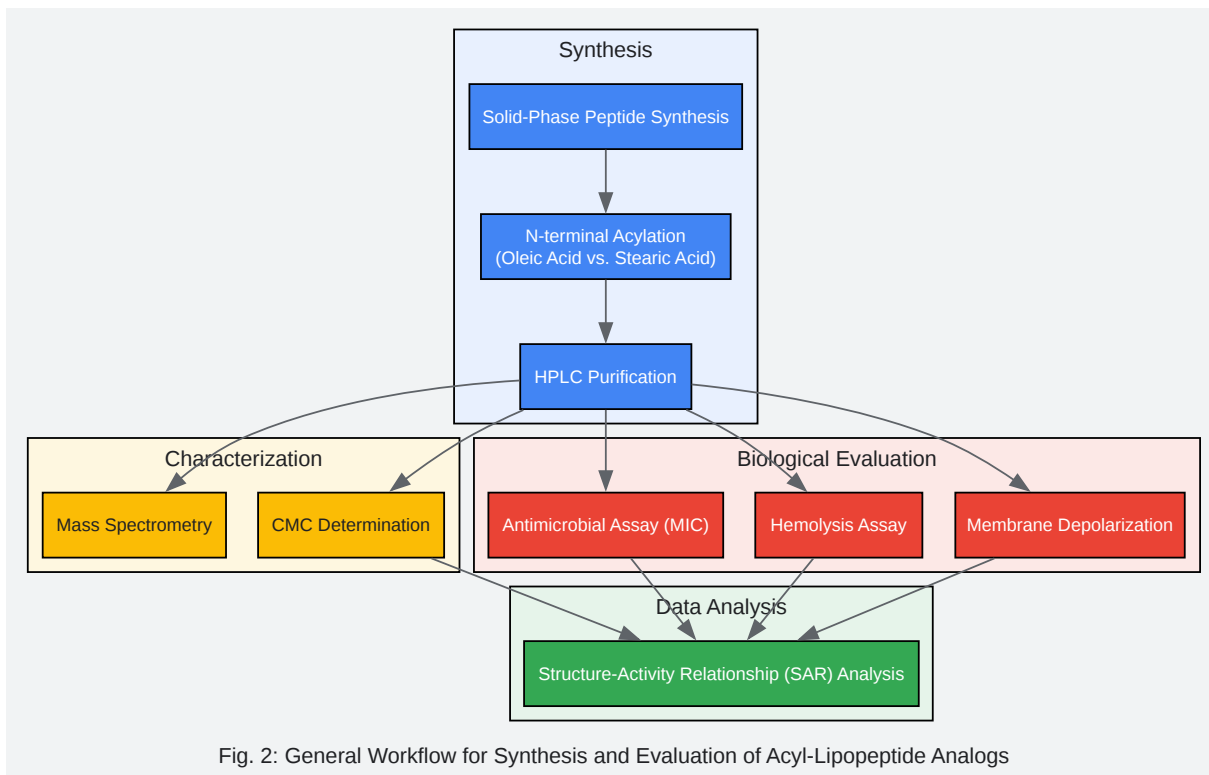 Synthesis
Solid-Phase Peptide Synthesis
N-terminal Acylation
(Oleic Acid vs. Stearic Acid)
HPLC Purification
Characterization
Mass Spectrometry
CMC Determination
Biological Evaluation
Antimicrobial Assay (MIC)
Hemolysis Assay
Membrane Depolarization
Data Analysis
Structure-Activity Relationship (SAR) Analysis
Fig. 2: General Workflow for Synthesis and Evaluation of Acyl-Lipopeptide Analogs